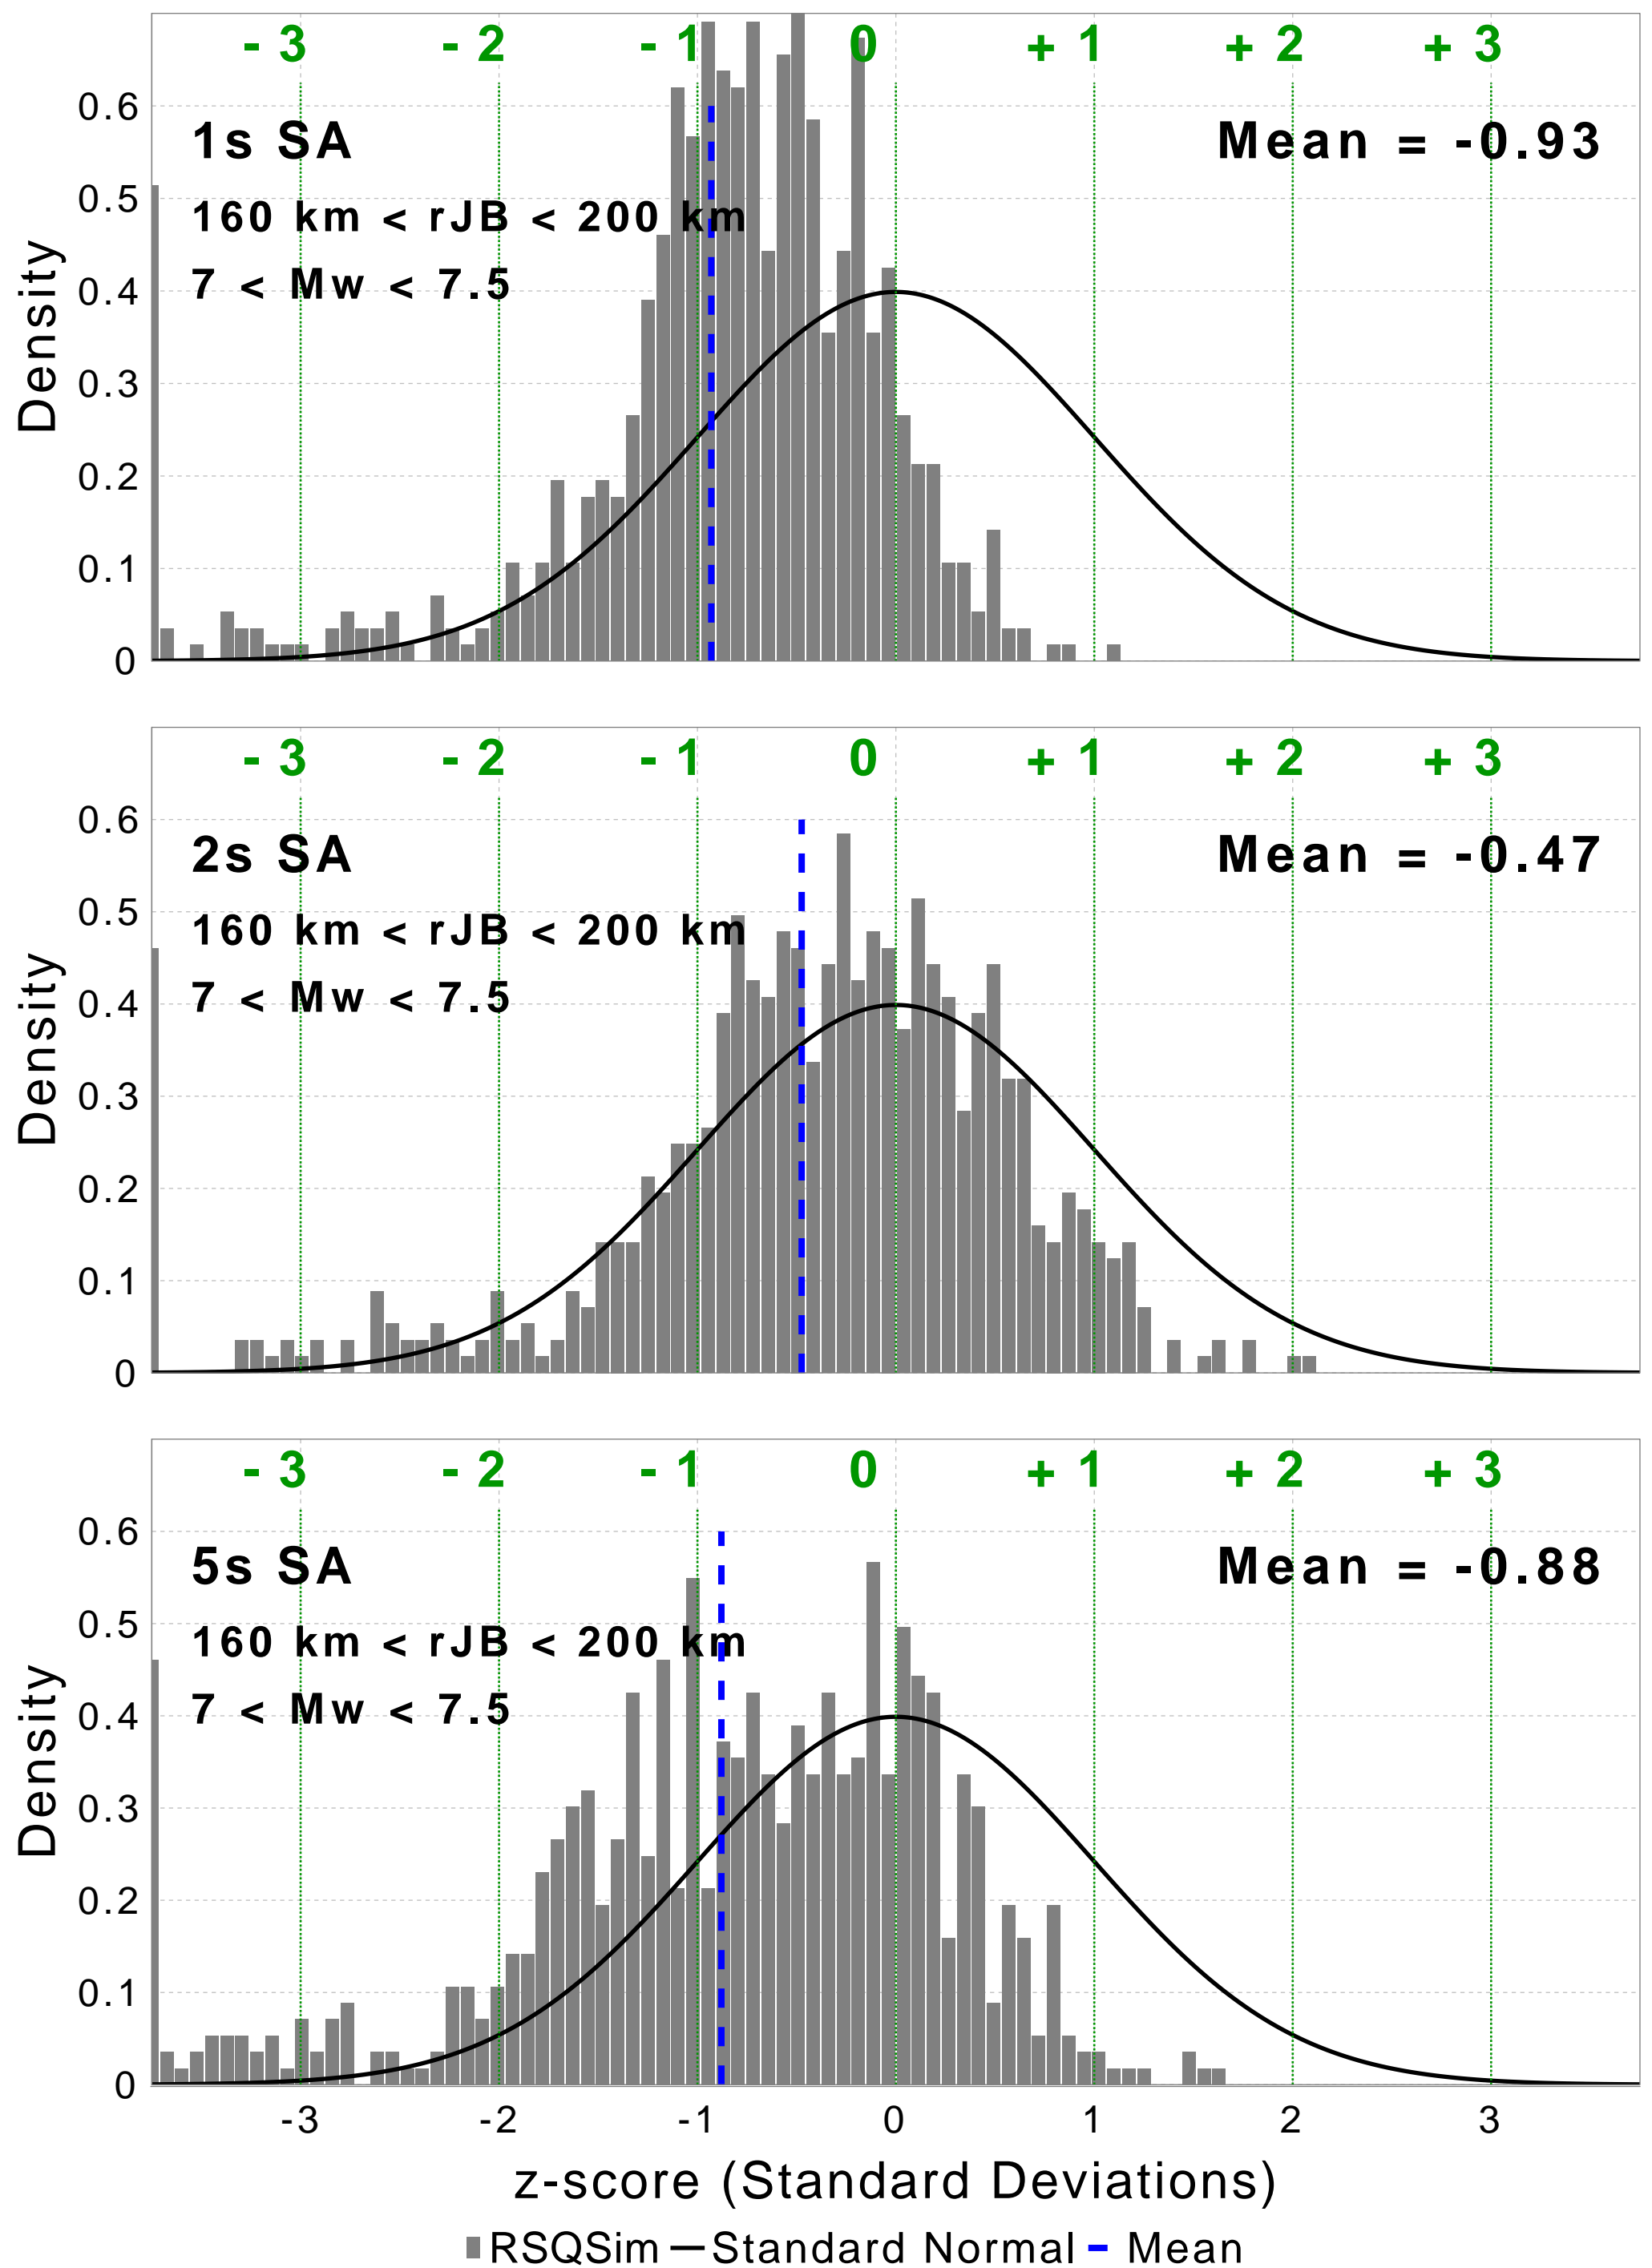 - 3 - 2 - 1 0 + 1 + 2 + 3
0.6
1s SA Mean = -0.93
0.5
160 km < rJB < 200 km
7 < Mw < 7.5
0.4
Density
0.3
0.2
0.1
0
- 3 - 2 - 1 0 + 1 + 2 + 3
0.6
2s SA Mean = -0.47
0.5
160 km < rJB < 200 km
7 < Mw < 7.5
0.4
Density
0.3
0.2
0.1
0
- 3 - 2 - 1 0 + 1 + 2 + 3
0.6
5s SA Mean = -0.88
0.5
160 km < rJB < 200 km
7 < Mw < 7.5
0.4
Density
0.3
0.2
0.1
0
-3 -2 -1 0 1 2 3
z-score (Standard Deviations)
RSQSim Standard Normal Mean